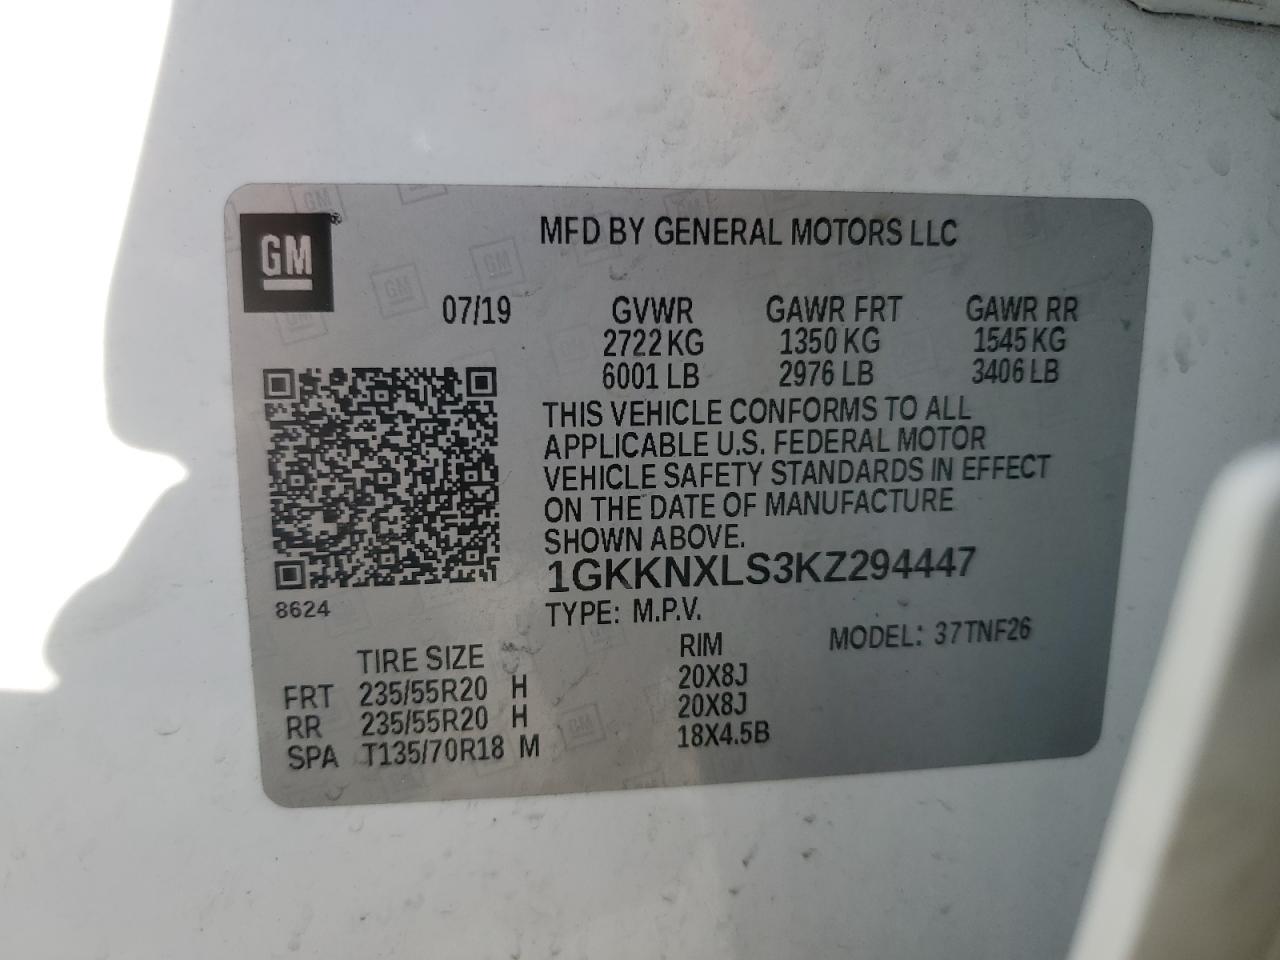 GM
MFD BY GENERAL MOTORS LLC
07/19 GVWR GAWR FRT GAWR RR
2722 KG 1350 KG 1545 KG
6001 LB 2976 LB 3406 LB
THIS VEHICLE CONFORMS TO ALL
APPLICABLE U.S. FEDERAL MOTOR
VEHICLE SAFETY STANDARDS IN EFFECT
ON THE DATE OF MANUFACTURE
SHOWN ABOVE.
1GKKNXLS3KZ294447
8624
TYPE: M.P.V.
MODEL: 37TNF26
TIRE SIZE RIM
FRT 235/55R20 H 20X8J
RR 235/55R20 H 20X8J
SPA T135/70R18 M 18X4.5B